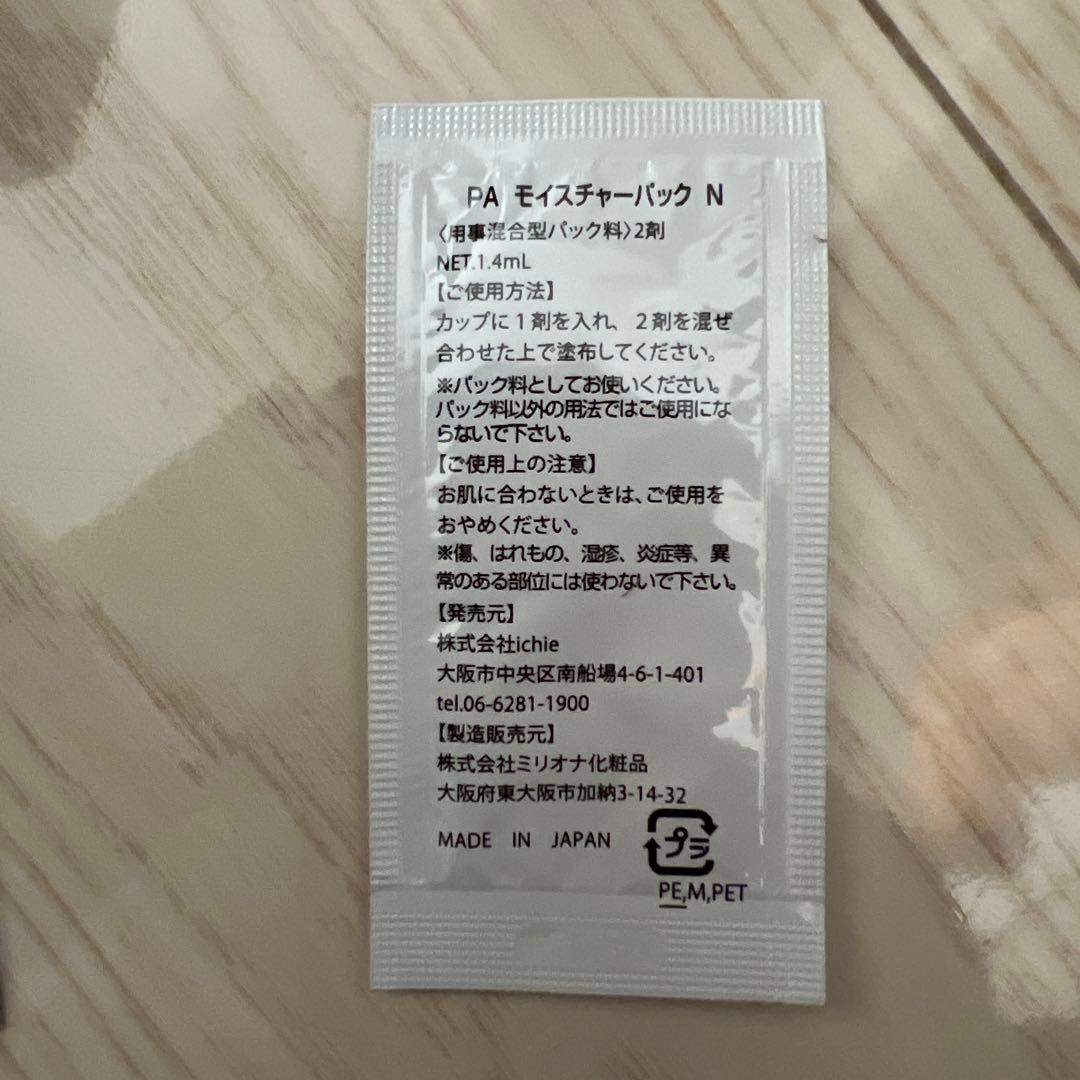 PA モイスチャーパック N
〈用事混合型パック料〉2剤
NET.1.4mL
【ご使用方法】
カップに1剤を入れ、2剤を混ぜ
合わせた上で塗布してください。
※パック料としてお使いください。
パック料以外の用法ではご使用にな
らないで下さい。
【ご使用上の注意】
お肌に合わないときは、ご使用を
おやめください。
※傷、はれもの、湿疹、炎症等、異
常のある部位には使わないで下さい。
【発売元】
株式会社ichie
大阪市中央区南船場4-6-1-401
tel.06-6281-1900
【製造販売元】
株式会社ミリオナ化粧品
大阪府東大阪市加納3-14-32
MADE IN JAPAN
プラ
PE,M,PET